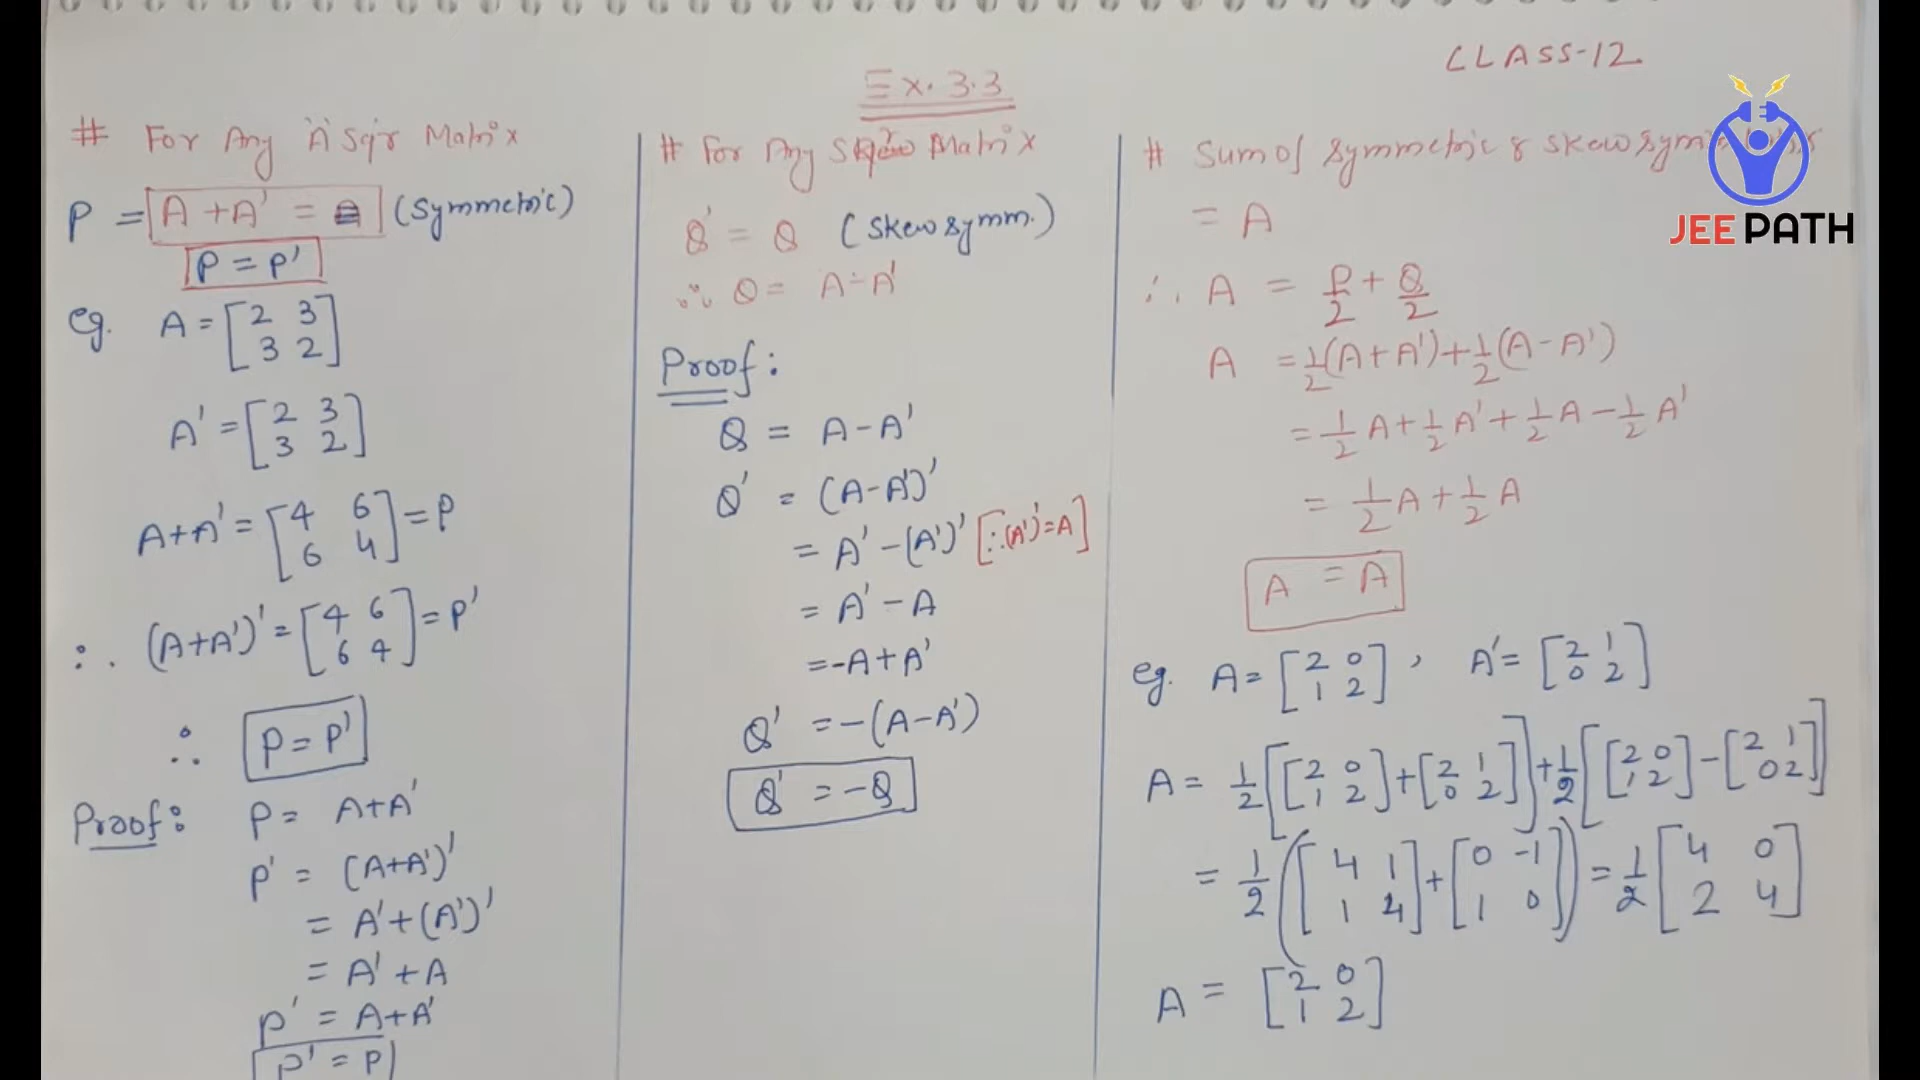 CLASS-12
Ex. 3.3
# For Any 'A' Sqr Matrix
P = A + A' = (Symmetric)
P = P'
eg. A = [2 3
3 2]
A' = [2 3
3 2]
A+A' = [4 6
6 4] = P
∴ (A+A')' = [4 6
6 4] = P'
∴ P = P'
Proof: P = A+A'
P' = (A+A')'
= A' + (A')'
= A' + A
P' = A+A'
P' = P
# For Any Matrix
Q' = Q (Skew symm.)
∴ Q = A - A'
Proof:
Q = A - A'
Q' = (A-A')'
= A' - (A')' [∴(A')'=A]
= A' - A
= -A + A'
Q' = -(A-A')
Q' = -Q
# Sum of symmetric & skew
= A
∴ A = P/2 + Q/2
A = 1/2(A+A') + 1/2(A-A')
= 1/2 A + 1/2 A' + 1/2 A - 1/2 A'
= 1/2 A + 1/2 A
A = A
eg. A = [2 0
1 2], A' = [2 1
0 2]
A = 1/2 [[2 0
1 2] + [2 1
0 2]] + 1/2 [[2 0
1 2] - [2 1
0 2]]
= 1/2 ([4 1
1 4] + [0 -1
1 0]) = 1/2 [4 0
2 4]
A = [2 0
1 2]
JEE PATH